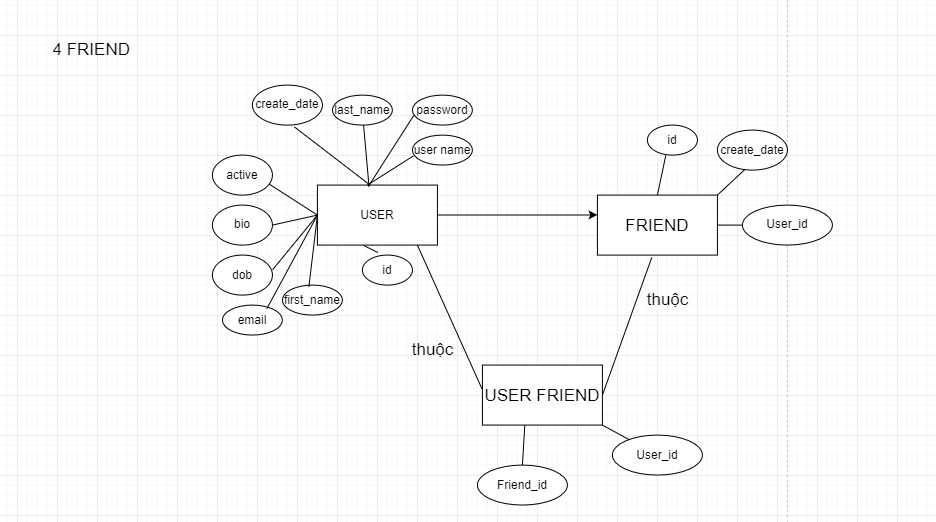 4 FRIEND
create_date
last_name
password
user name
active
bio
dob
email
first_name
id
USER
id
create_date
FRIEND
User_id
thuộc
thuộc
USER FRIEND
User_id
Friend_id